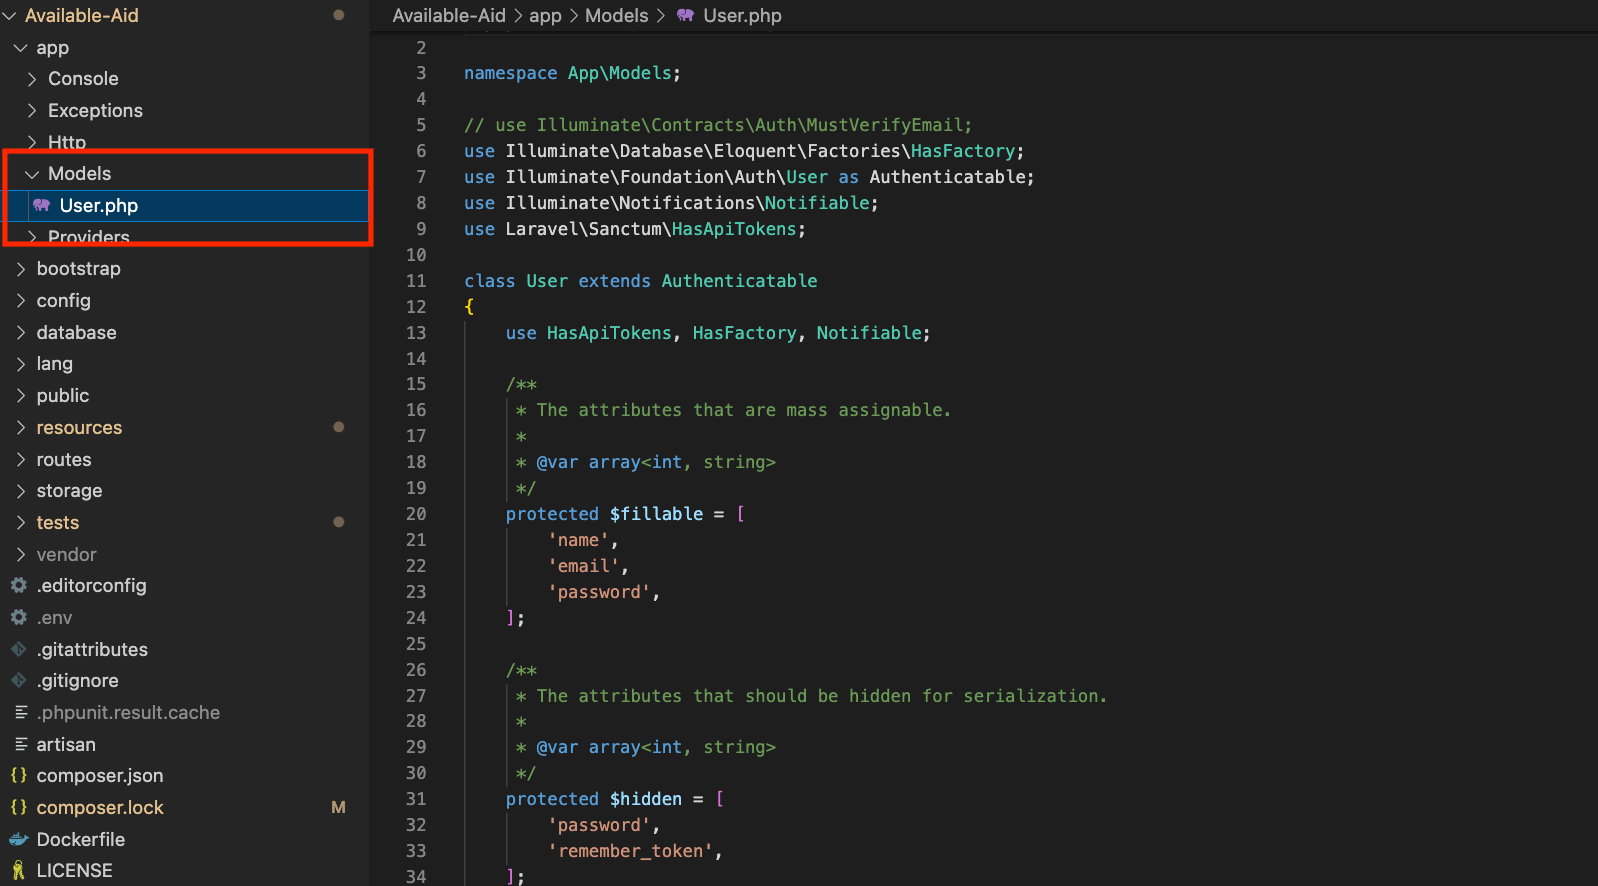 Available-Aid
app
Console
Exceptions
Http
Models
User.php
Providers
bootstrap
config
database
lang
public
resources
routes
storage
tests
vendor
.editorconfig
.env
.gitattributes
.gitignore
.phpunit.result.cache
artisan
composer.json
composer.lock M
Dockerfile
LICENSE
Available-Aid > app > Models > User.php
2
3 namespace App\Models;
4
5 // use Illuminate\Contracts\Auth\MustVerifyEmail;
6 use Illuminate\Database\Eloquent\Factories\HasFactory;
7 use Illuminate\Foundation\Auth\User as Authenticatable;
8 use Illuminate\Notifications\Notifiable;
9 use Laravel\Sanctum\HasApiTokens;
10
11 class User extends Authenticatable
12 {
13 use HasApiTokens, HasFactory, Notifiable;
14
15 /**
16 * The attributes that are mass assignable.
17 *
18 * @var array<int, string>
19 */
20 protected $fillable = [
21 'name',
22 'email',
23 'password',
24 ];
25
26 /**
27 * The attributes that should be hidden for serialization.
28 *
29 * @var array<int, string>
30 */
31 protected $hidden = [
32 'password',
33 'remember_token',
34 ];